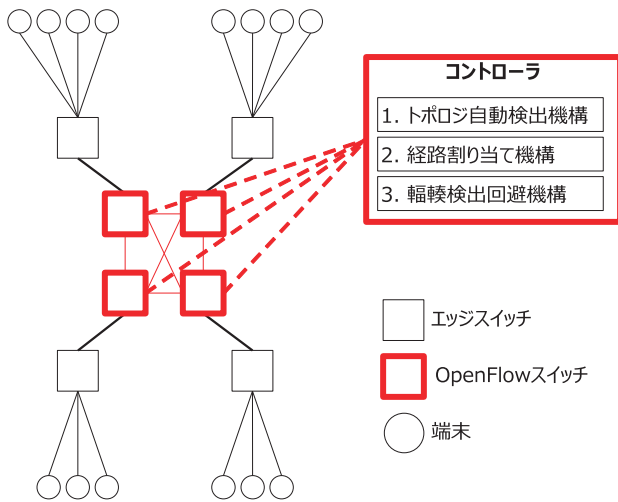 コントローラ
1. トポロジ自動検出機構
2. 経路割り当て機構
3. 輻輳検出回避機構
エッジスイッチ
OpenFlowスイッチ
端末